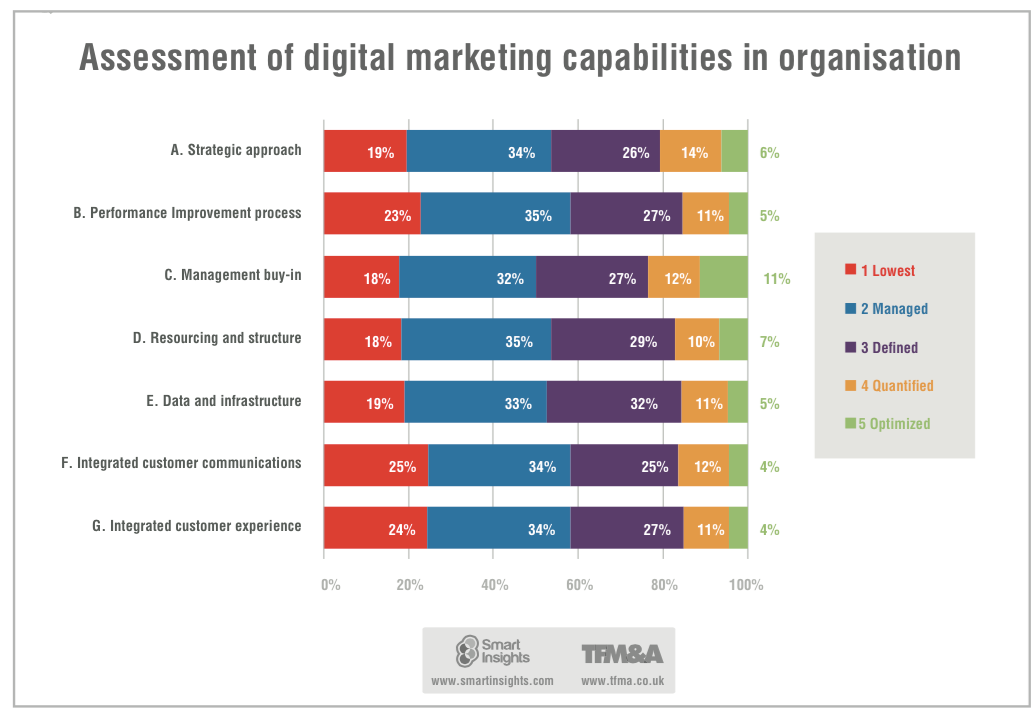 Assessment of digital marketing capabilities in organisation
A. Strategic approach 19% 34% 26% 14% 6%
B. Performance Improvement process 23% 35% 27% 11% 5%
C. Management buy-in 18% 32% 27% 12% 11%
D. Resourcing and structure 18% 35% 29% 10% 7%
E. Data and infrastructure 19% 33% 32% 11% 5%
F. Integrated customer communications 25% 34% 25% 12% 4%
G. Integrated customer experience 24% 34% 27% 11% 4%
0% 20% 40% 60% 80% 100%
1 Lowest
2 Managed
3 Defined
4 Quantified
5 Optimized
Smart
Insights
www.smartinsights.com
TFM&A
www.tfma.co.uk